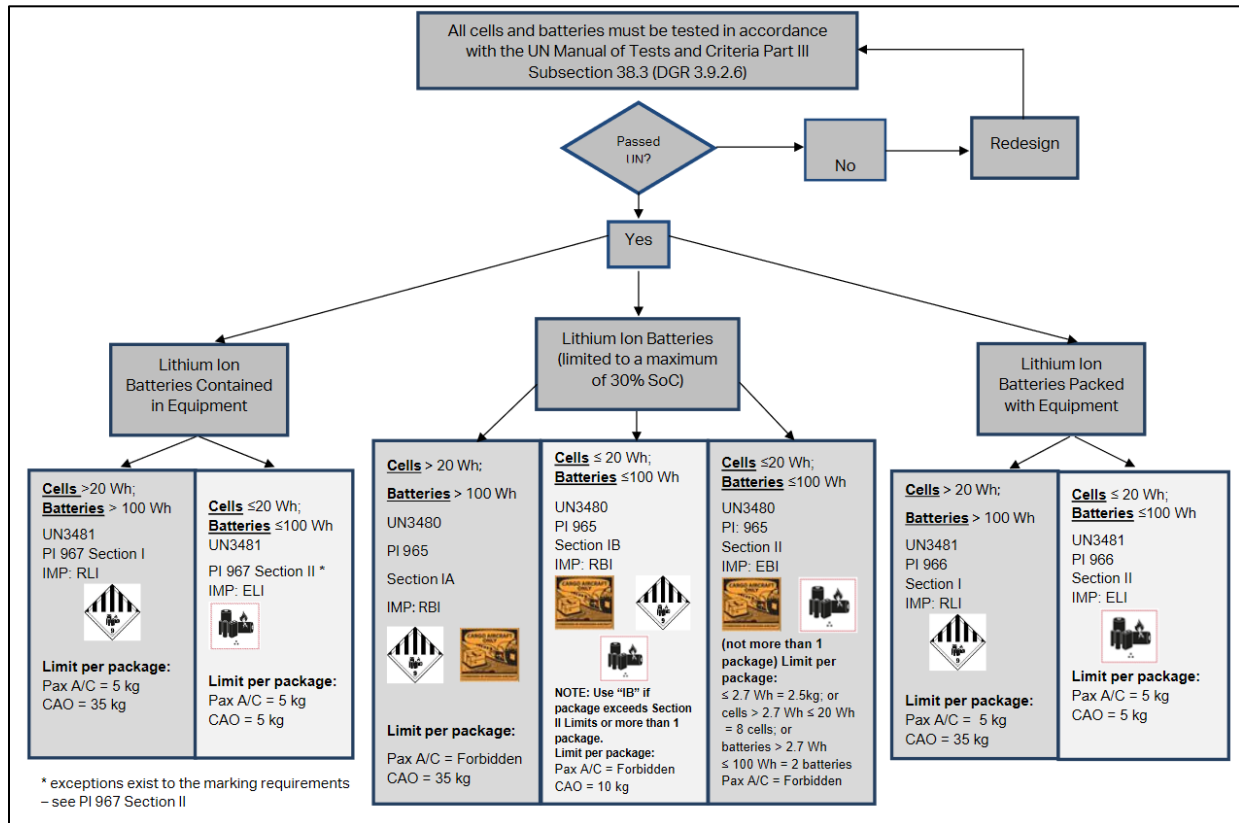 All cells and batteries must be tested in accordance
with the UN Manual of Tests and Criteria Part III
Subsection 38.3 (DGR 3.9.2.6)
Passed
UN?
No
Redesign
Yes
Lithium Ion
Batteries Contained
in Equipment
Lithium Ion Batteries
(limited to a maximum
of 30% SoC)
Lithium Ion
Batteries Packed
with Equipment
Cells >20 Wh;
Batteries > 100 Wh
UN3481
PI 967 Section I
IMP: RLI
9
Limit per package:
Pax A/C = 5 kg
CAO = 35 kg
Cells ≤20 Wh;
Batteries ≤100 Wh
UN3481
PI 967 Section II *
IMP: ELI
Limit per package:
Pax A/C = 5 kg
CAO = 5 kg
* exceptions exist to the marking requirements
– see PI 967 Section II
Cells > 20 Wh;
Batteries > 100 Wh
UN3480
PI 965
Section IA
IMP: RBI
9
CARGO AIRCRAFT
ONLY
Limit per package:
Pax A/C = Forbidden
CAO = 35 kg
Cells ≤ 20 Wh;
Batteries ≤100 Wh
UN3480
PI 965
Section IB
IMP: RBI
CARGO AIRCRAFT
ONLY
9
NOTE: Use “IB” if
package exceeds Section
II Limits or more than 1
package.
Limit per package:
Pax A/C = Forbidden
CAO = 10 kg
Cells ≤20 Wh;
Batteries ≤100 Wh
UN3480
PI: 965
Section II
IMP: EBI
CARGO AIRCRAFT
ONLY
(not more than 1
package) Limit per
package:
≤ 2.7 Wh = 2.5kg; or
cells > 2.7 Wh ≤ 20 Wh
= 8 cells; or
batteries > 2.7 Wh
≤ 100 Wh = 2 batteries
Pax A/C = Forbidden
Cells > 20 Wh;
Batteries > 100 Wh
UN3481
PI 966
Section I
IMP: RLI
9
Limit per package:
Pax A/C = 5 kg
CAO = 35 kg
Cells ≤ 20 Wh;
Batteries ≤100 Wh
UN3481
PI 966
Section II
IMP: ELI
Limit per package:
Pax A/C = 5 kg
CAO = 5 kg